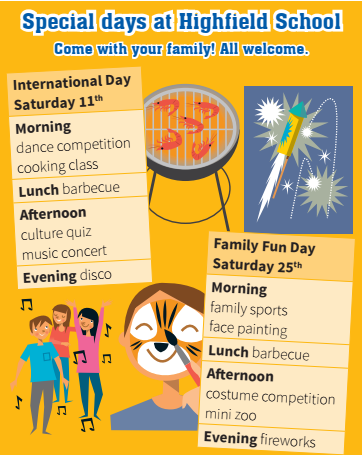 Special days at Highfield School
Come with your family! All welcome.
International Day
Saturday 11th
Morning
dance competition
cooking class
Lunch barbecue
Afternoon
culture quiz
music concert
Evening disco
Family Fun Day
Saturday 25th
Morning
family sports
face painting
Lunch barbecue
Afternoon
costume competition
mini zoo
Evening fireworks